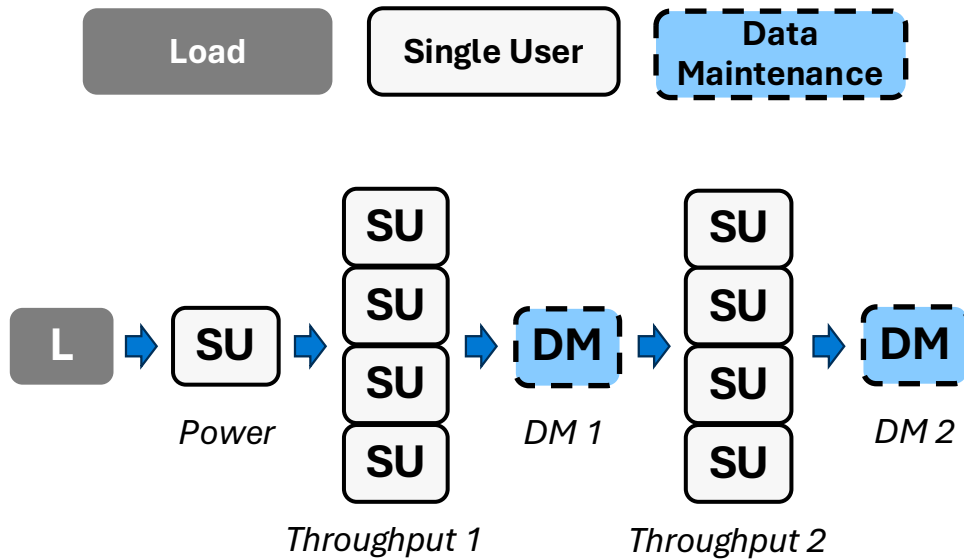 Load
Single User
Data
Maintenance
L
SU
Power
SU
SU
SU
SU
Throughput 1
DM
DM 1
SU
SU
SU
SU
Throughput 2
DM
DM 2